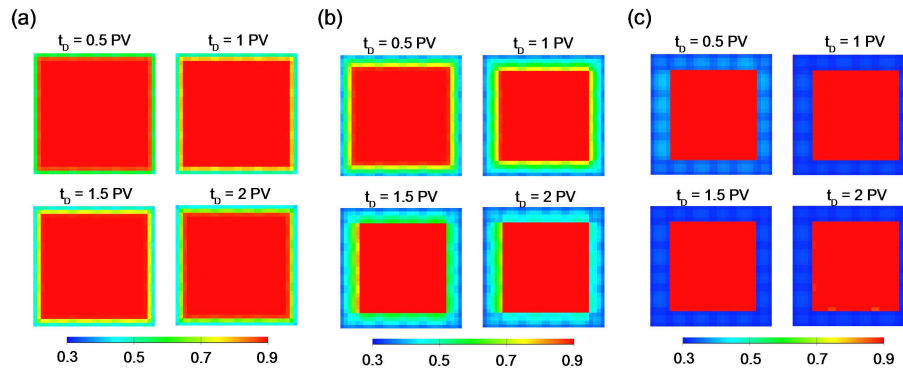 (a)
t_D = 0.5 PV
t_D = 1 PV
t_D = 1.5 PV
t_D = 2 PV
0.3 0.5 0.7 0.9
(b)
t_D = 0.5 PV
t_D = 1 PV
t_D = 1.5 PV
t_D = 2 PV
0.3 0.5 0.7 0.9
(c)
t_D = 0.5 PV
t_D = 1 PV
t_D = 1.5 PV
t_D = 2 PV
0.3 0.5 0.7 0.9